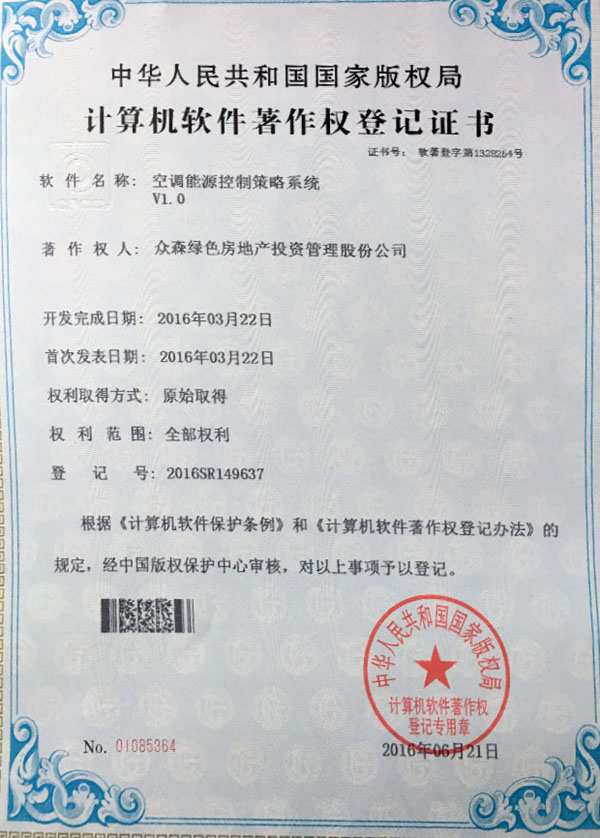 中华人民共和国国家版权局
计算机软件著作权登记证书
证书号： 软著登字第1328254号
软件名称： 空调能源控制策略系统
V1.0
著作权人： 众森绿色房地产投资管理股份公司
开发完成日期： 2016年03月22日
首次发表日期： 2016年03月22日
权利取得方式： 原始取得
权利范围： 全部权利
登记号： 2016SR149637
根据《计算机软件保护条例》和《计算机软件著作权登记办法》的
规定，经中国版权保护中心审核，对以上事项予以登记。
中华人民共和国国家版权局
计算机软件著作权
登记专用章
No. 01085364
2016年06月21日